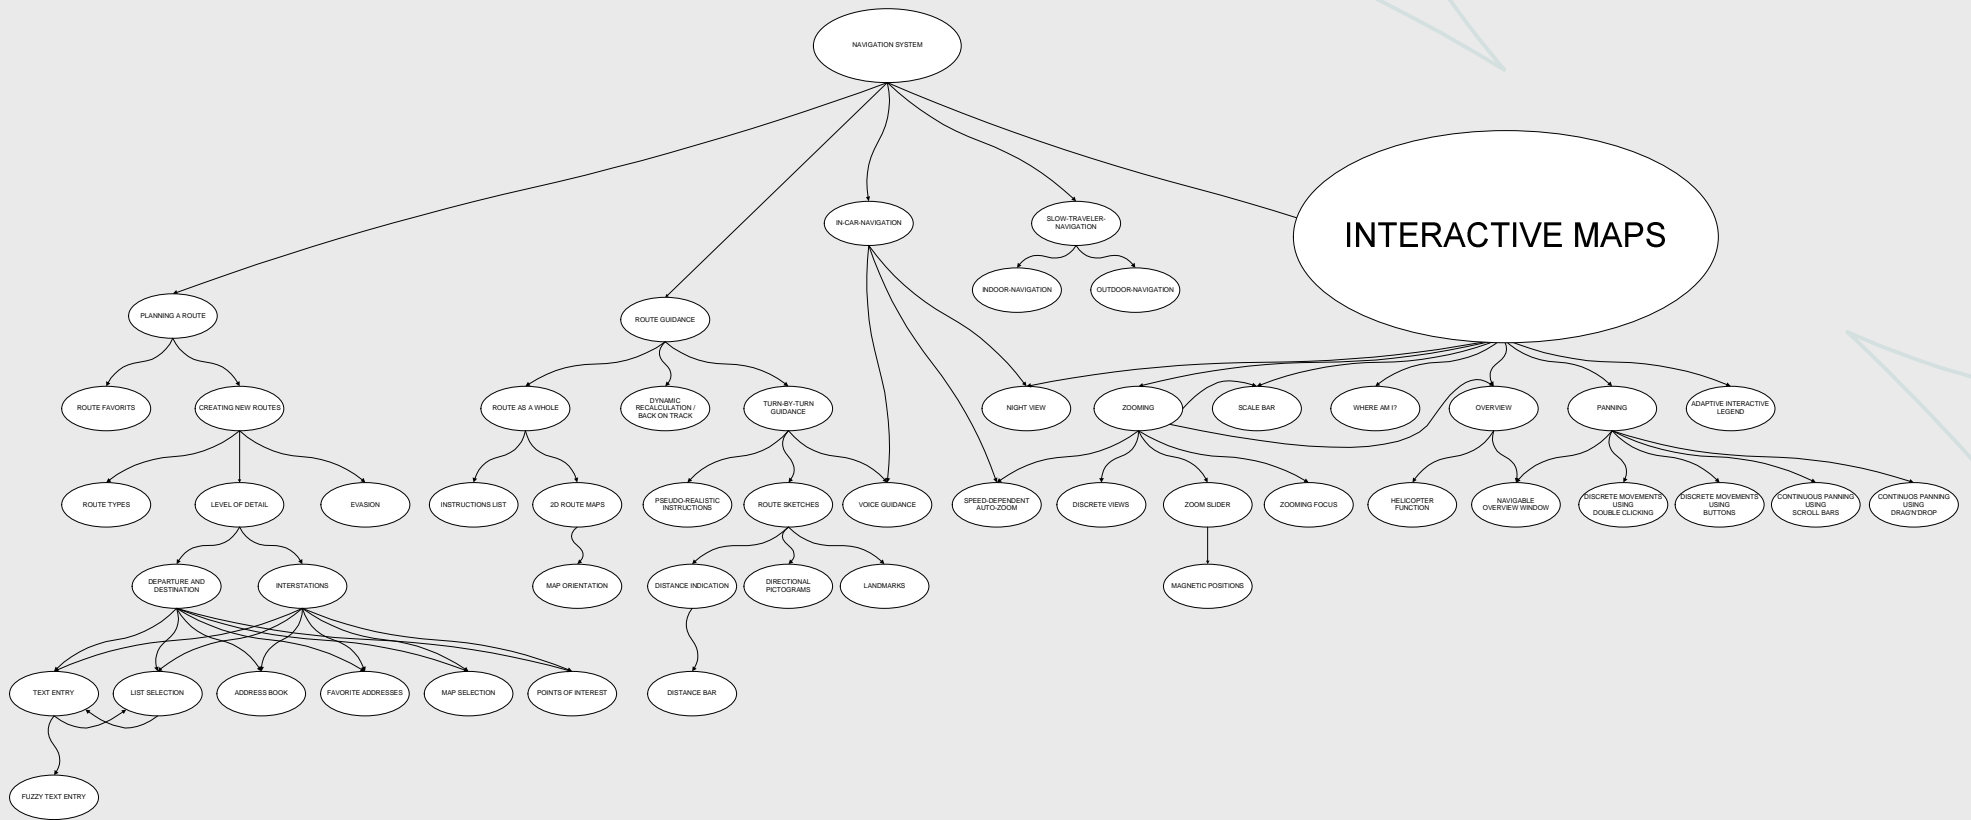 NAVIGATION SYSTEM
INTERACTIVE MAPS
IN-CAR-NAVIGATION
SLOW-TRAVELER-
NAVIGATION
INDOOR-NAVIGATION
OUTDOOR-NAVIGATION
PLANNING A ROUTE
ROUTE GUIDANCE
ROUTE FAVORITS
CREATING NEW ROUTES
ROUTE AS A WHOLE
DYNAMIC
RECALCULATION /
BACK ON TRACK
TURN-BY-TURN
GUIDANCE
NIGHT VIEW
ZOOMING
SCALE BAR
WHERE AM I?
OVERVIEW
PANNING
ADAPTIVE INTERACTIVE
LEGEND
ROUTE TYPES
LEVEL OF DETAIL
EVASION
INSTRUCTIONS LIST
2D ROUTE MAPS
PSEUDO-REALISTIC
INSTRUCTIONS
ROUTE SKETCHES
VOICE GUIDANCE
SPEED-DEPENDENT
AUTO-ZOOM
DISCRETE VIEWS
ZOOM SLIDER
ZOOMING FOCUS
HELICOPTER
FUNCTION
NAVIGABLE
OVERVIEW WINDOW
DISCRETE MOVEMENTS
USING
DOUBLE CLICKING
DISCRETE MOVEMENTS
USING
BUTTONS
CONTINUOUS PANNING
USING
SCROLL BARS
CONTINUOS PANNING
USING
DRAG'N'DROP
DEPARTURE AND
DESTINATION
INTERSTATIONS
MAP ORIENTATION
DISTANCE INDICATION
DIRECTIONAL
PICTOGRAMS
LANDMARKS
MAGNETIC POSITIONS
TEXT ENTRY
LIST SELECTION
ADDRESS BOOK
FAVORITE ADDRESSES
MAP SELECTION
POINTS OF INTEREST
DISTANCE BAR
FUZZY TEXT ENTRY